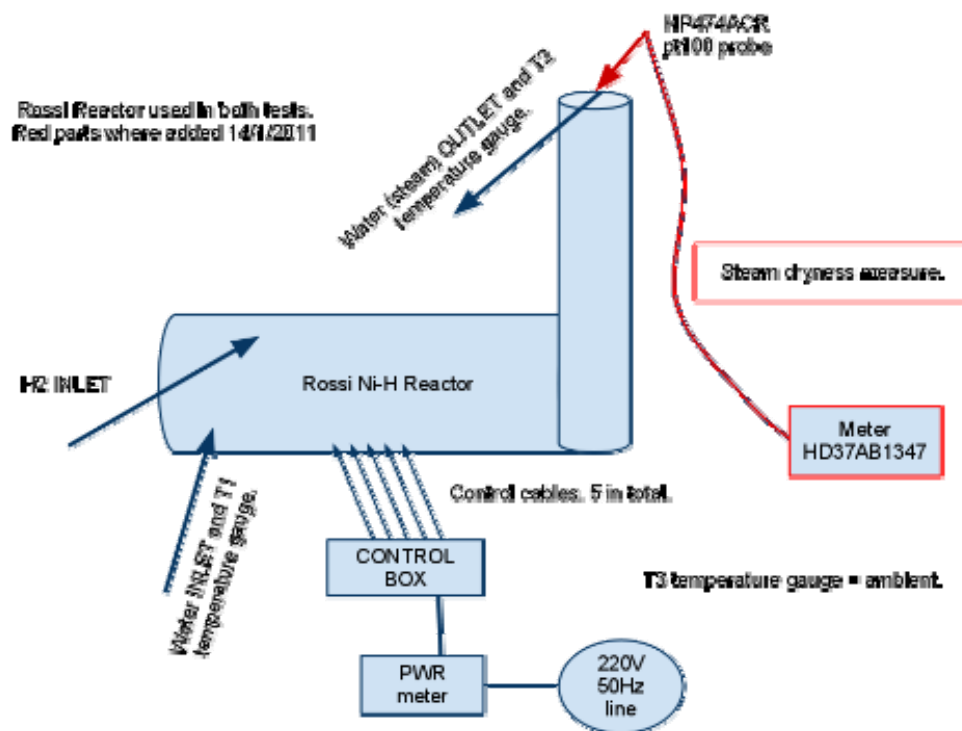 HP474ACR
pt100 probe
Rossi Reactor used in both tests.
Red parts where added 14/1/2011
Water (steam) OUTLET and T2
temperature gauge.
Steam dryness measure.
H2 INLET
Rossi Ni-H Reactor
Meter
HD37AB1347
Water INLET and T1
temperature gauge.
Control cables. 5 in total.
CONTROL
BOX
T3 temperature gauge = ambient.
PWR
meter
220V
50Hz
line